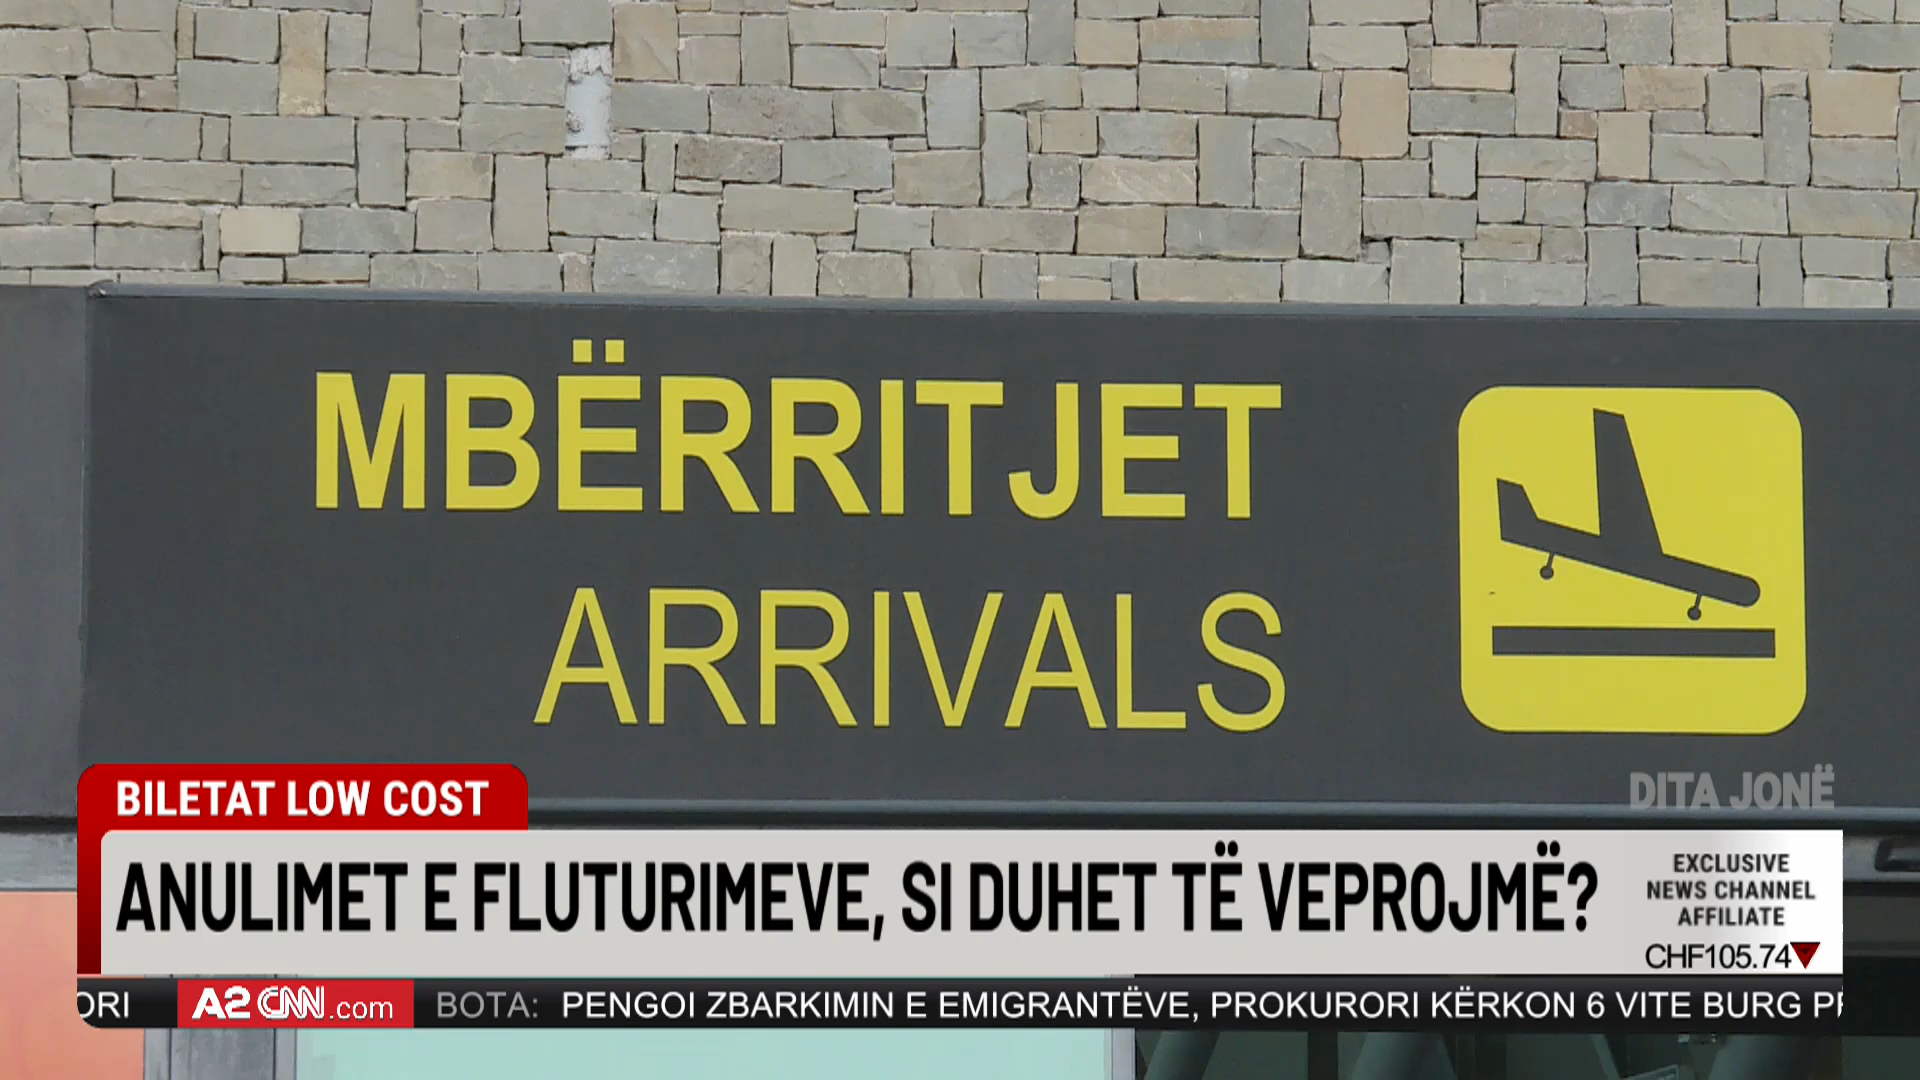 MBËRRITJET
ARRIVALS
DITA JONË
BILETAT LOW COST
ANULIMET E FLUTURIMEVE, SI DUHET TË VEPROJMË?
EXCLUSIVE
NEWS CHANNEL
AFFILIATE
CHF105.74
ORI A2 CNN.com BOTA: PENGOI ZBARKIMIN E EMIGRANTËVE, PROKURORI KËRKON 6 VITE BURG